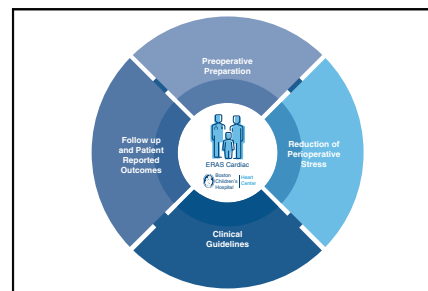 Preoperative
Preparation
Follow up
and Patient
Reported
Outcomes
Reduction of
Perioperative
Stress
ERAS Cardiac
Boston
Children's
Hospital
Heart
Center
Clinical
Guidelines